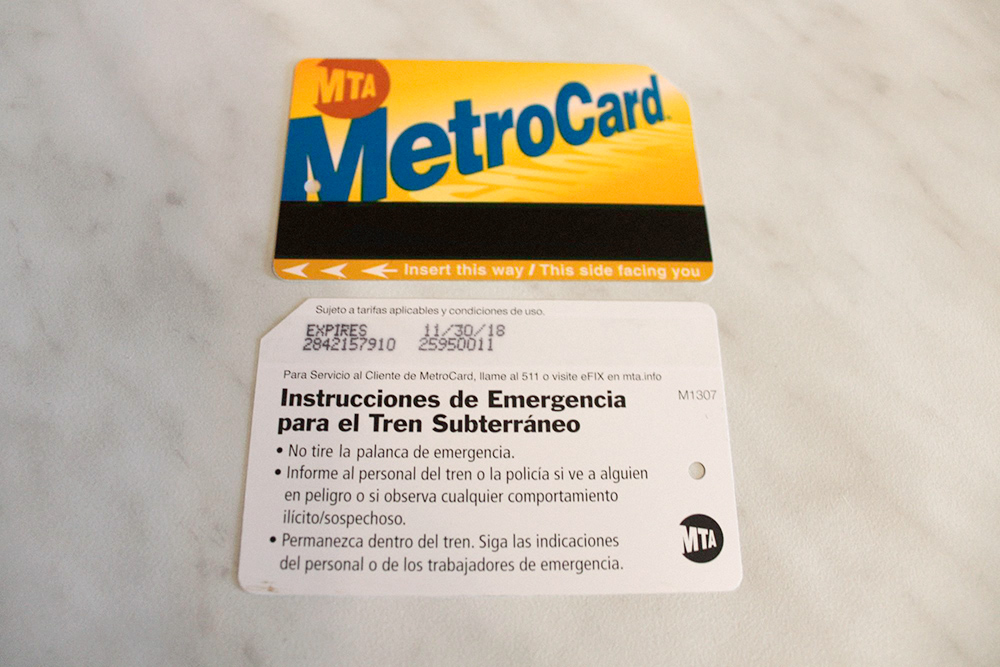 MTA
MetroCard
Insert this way / This side facing you
Sujeto a tarifas aplicables y condiciones de uso.
EXPIRES 11/30/18
2842157910 25950011
Para Servicio al Cliente de MetroCard, llame al 511 o visite eFIX en mta.info
M1307
Instrucciones de Emergencia
para el Tren Subterráneo
• No tire la palanca de emergencia.
• Informe al personal del tren o la policía si ve a alguien
en peligro o si observa cualquier comportamiento
ilícito/sospechoso.
• Permanezca dentro del tren. Siga las indicaciones
del personal o de los trabajadores de emergencia.
MTA